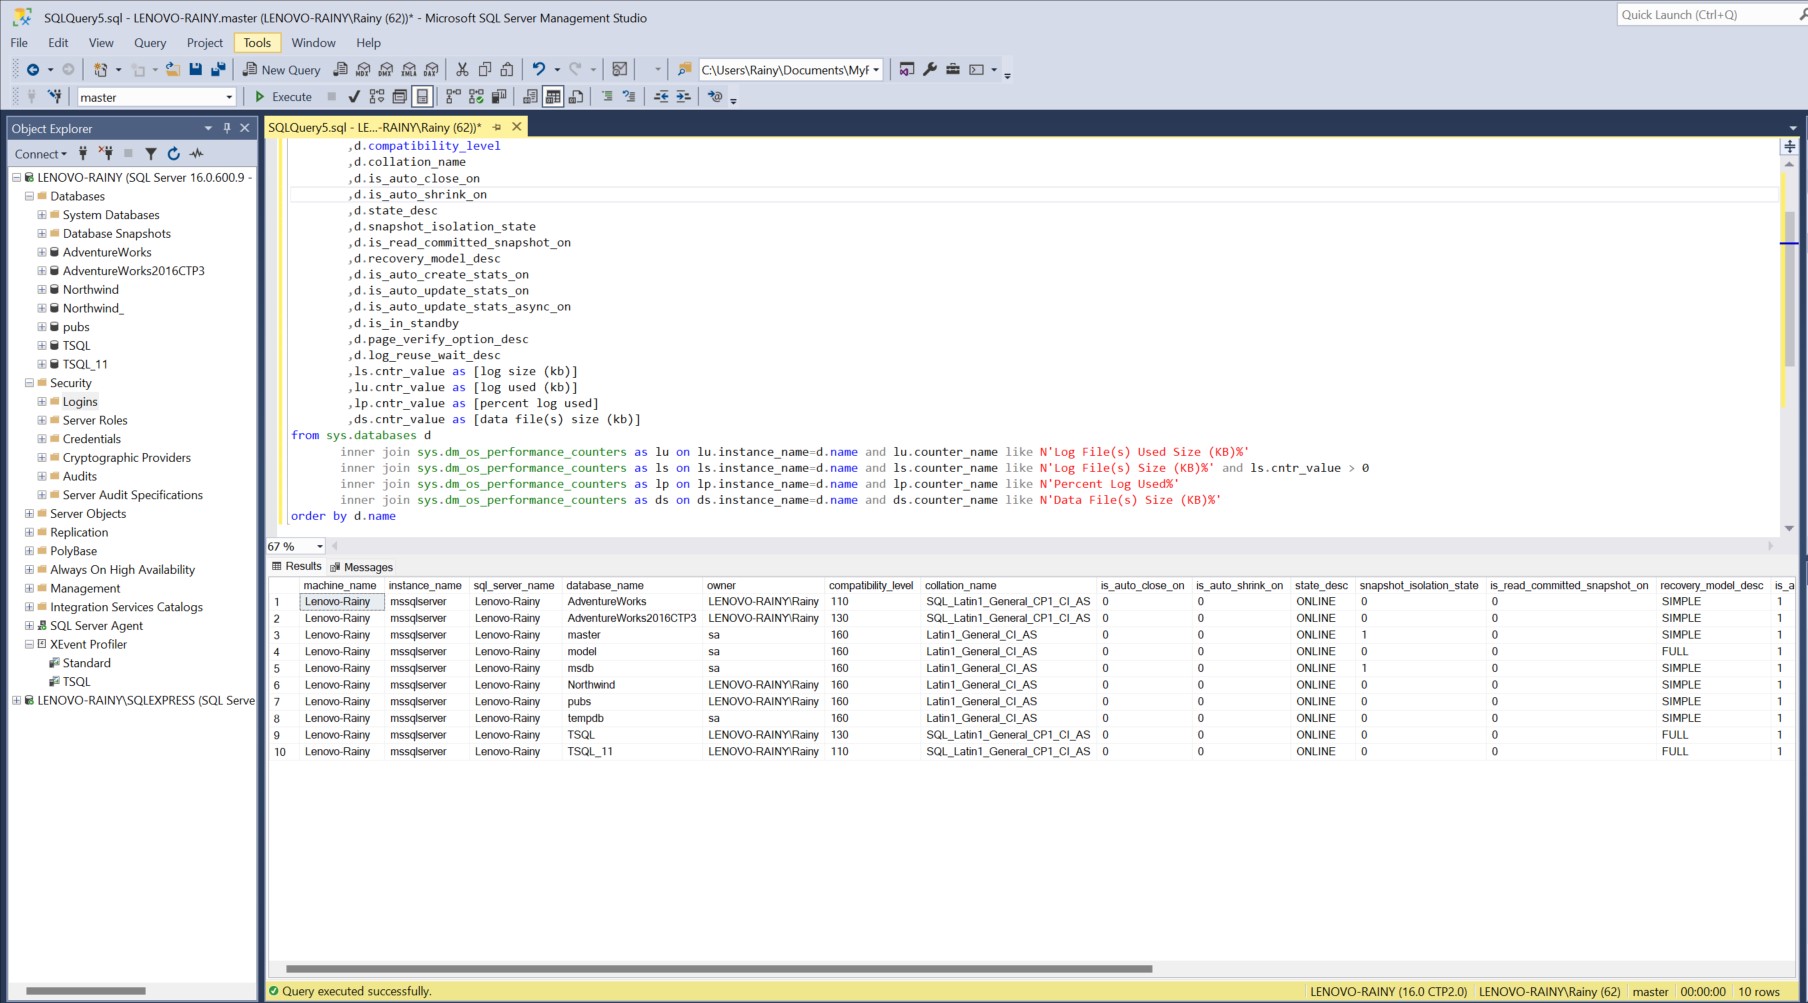 SQLQuery5.sql - LENOVO-RAINY.master (LENOVO-RAINY\Rainy (62))* - Microsoft SQL Server Management Studio
Quick Launch (Ctrl+Q)
File Edit View Query Project Tools Window Help
New Query MDX DMX XMLA DAX C:\Users\Rainy\Documents\MyF
master Execute
Object Explorer
Connect
LENOVO-RAINY (SQL Server 16.0.600.9 -
Databases
System Databases
Database Snapshots
AdventureWorks
AdventureWorks2016CTP3
Northwind
Northwind_
pubs
TSQL
TSQL_11
Security
Logins
Server Roles
Credentials
Cryptographic Providers
Audits
Server Audit Specifications
Server Objects
Replication
PolyBase
Always On High Availability
Management
Integration Services Catalogs
SQL Server Agent
XEvent Profiler
Standard
TSQL
LENOVO-RAINY\SQLEXPRESS (SQL Serve
SQLQuery5.sql - LE...-RAINY\Rainy (62))*
,d.compatibility_level
,d.collation_name
,d.is_auto_close_on
,d.is_auto_shrink_on
,d.state_desc
,d.snapshot_isolation_state
,d.is_read_committed_snapshot_on
,d.recovery_model_desc
,d.is_auto_create_stats_on
,d.is_auto_update_stats_on
,d.is_auto_update_stats_async_on
,d.is_in_standby
,d.page_verify_option_desc
,d.log_reuse_wait_desc
,ls.cntr_value as [log size (kb)]
,lu.cntr_value as [log used (kb)]
,lp.cntr_value as [percent log used]
,ds.cntr_value as [data file(s) size (kb)]
from sys.databases d
inner join sys.dm_os_performance_counters as lu on lu.instance_name=d.name and lu.counter_name like N'Log File(s) Used Size (KB)%'
inner join sys.dm_os_performance_counters as ls on ls.instance_name=d.name and ls.counter_name like N'Log File(s) Size (KB)%' and ls.cntr_value > 0
inner join sys.dm_os_performance_counters as lp on lp.instance_name=d.name and lp.counter_name like N'Percent Log Used%'
inner join sys.dm_os_performance_counters as ds on ds.instance_name=d.name and ds.counter_name like N'Data File(s) Size (KB)%'
order by d.name
67 %
Results Messages
machine_name instance_name sql_server_name database_name owner compatibility_level collation_name is_auto_close_on is_auto_shrink_on state_desc snapshot_isolation_state is_read_committed_snapshot_on recovery_model_desc is_a
1 Lenovo-Rainy mssqlserver Lenovo-Rainy AdventureWorks LENOVO-RAINY\Rainy 110 SQL_Latin1_General_CP1_CI_AS 0 0 ONLINE 0 0 SIMPLE 1
2 Lenovo-Rainy mssqlserver Lenovo-Rainy AdventureWorks2016CTP3 LENOVO-RAINY\Rainy 130 SQL_Latin1_General_CP1_CI_AS 0 0 ONLINE 0 0 SIMPLE 1
3 Lenovo-Rainy mssqlserver Lenovo-Rainy master sa 160 Latin1_General_CI_AS 0 0 ONLINE 1 0 SIMPLE 1
4 Lenovo-Rainy mssqlserver Lenovo-Rainy model sa 160 Latin1_General_CI_AS 0 0 ONLINE 0 0 FULL 1
5 Lenovo-Rainy mssqlserver Lenovo-Rainy msdb sa 160 Latin1_General_CI_AS 0 0 ONLINE 1 0 SIMPLE 1
6 Lenovo-Rainy mssqlserver Lenovo-Rainy Northwind LENOVO-RAINY\Rainy 160 Latin1_General_CI_AS 0 0 ONLINE 0 0 SIMPLE 1
7 Lenovo-Rainy mssqlserver Lenovo-Rainy pubs LENOVO-RAINY\Rainy 160 Latin1_General_CI_AS 0 0 ONLINE 0 0 SIMPLE 1
8 Lenovo-Rainy mssqlserver Lenovo-Rainy tempdb sa 160 Latin1_General_CI_AS 0 0 ONLINE 0 0 SIMPLE 1
9 Lenovo-Rainy mssqlserver Lenovo-Rainy TSQL LENOVO-RAINY\Rainy 130 SQL_Latin1_General_CP1_CI_AS 0 0 ONLINE 0 0 FULL 1
10 Lenovo-Rainy mssqlserver Lenovo-Rainy TSQL_11 LENOVO-RAINY\Rainy 110 SQL_Latin1_General_CP1_CI_AS 0 0 ONLINE 0 0 FULL 1
Query executed successfully.
LENOVO-RAINY (16.0 CTP2.0) LENOVO-RAINY\Rainy (62) master 00:00:00 10 rows